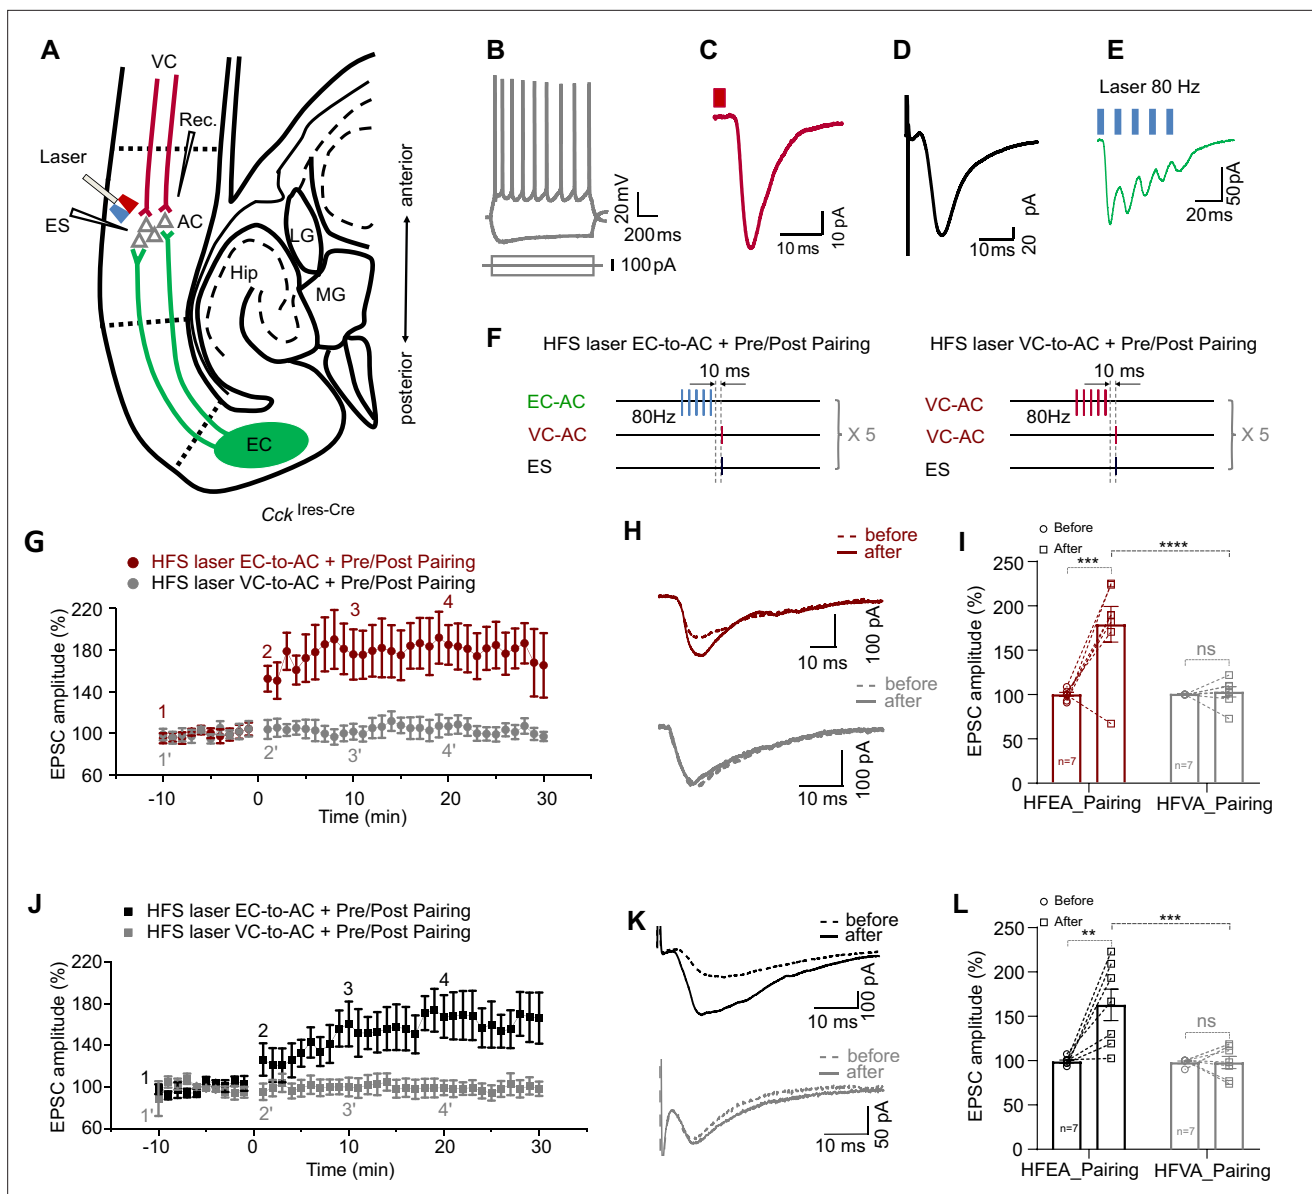 A
VC
Rec.
Laser
ES
AC
LG
Hip
MG
EC
anterior
posterior
Cck Ires-Cre
B
20 mV
200 ms
100 pA
C
10 ms
10 pA
D
10 ms
20 pA
E
Laser 80 Hz
20 ms
50 pA
F
HFS laser EC-to-AC + Pre/Post Pairing
10 ms
EC-AC
80Hz
VC-AC
ES
X 5
HFS laser VC-to-AC + Pre/Post Pairing
10 ms
VC-AC
80Hz
VC-AC
ES
X 5
G
HFS laser EC-to-AC + Pre/Post Pairing
HFS laser VC-to-AC + Pre/Post Pairing
EPSC amplitude (%)
220
180
140
100
60
1
2
3
4
1'
2'
3'
4'
-10 0 10 20 30
Time (min)
H
before
after
10 ms
100 pA
before
after
10 ms
100 pA
I
Before
After
EPSC amplitude (%)
250
200
150
100
50
0
***
****
ns
n=7
n=7
HFEA_Pairing
HFVA_Pairing
J
HFS laser EC-to-AC + Pre/Post Pairing
HFS laser VC-to-AC + Pre/Post Pairing
EPSC amplitude (%)
220
180
140
100
60
1
2
3
4
1'
2'
3'
4'
-10 0 10 20 30
Time (min)
K
before
after
10 ms
100 pA
before
after
10 ms
50 pA
L
Before
After
EPSC amplitude (%)
250
200
150
100
50
0
**
***
ns
n=7
n=7
HFEA_Pairing
HFVA_Pairing